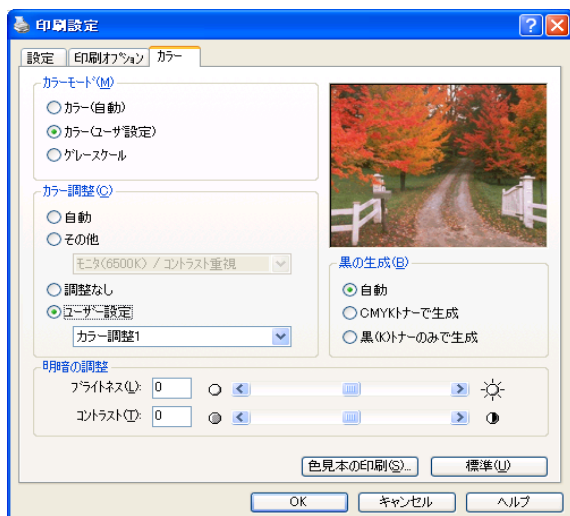 印刷設定
設定 印刷オプション カラー
カラーモード(M)
カラー(自動)
カラー(ユーザ設定)
グレースケール
カラー調整(C)
自動
その他
モニタ(6500K) / コントラスト重視
調整なし
ユーザー設定
カラー調整1
黒の生成(B)
自動
CMYKトナーで生成
黒(K)トナーのみで生成
明暗の調整
ブライトネス(L): 0
コントラスト(T): 0
色見本の印刷(S)... 標準(U)
OK キャンセル ヘルプ